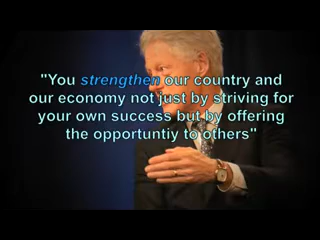 "You strengthen our country and
our economy not just by striving for
your own success but by offering
the opportuntiy to others"